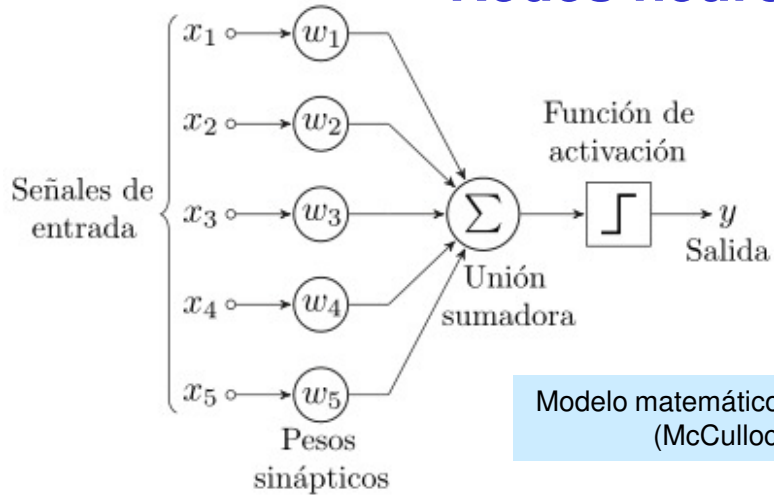 x₁ w₁
x₂ w₂
Función de
activación
Señales de
entrada
x₃ w₃ Σ y
Salida
Unión
sumadora
x₄ w₄
x₅ w₅
Pesos
sinápticos
Modelo matemático